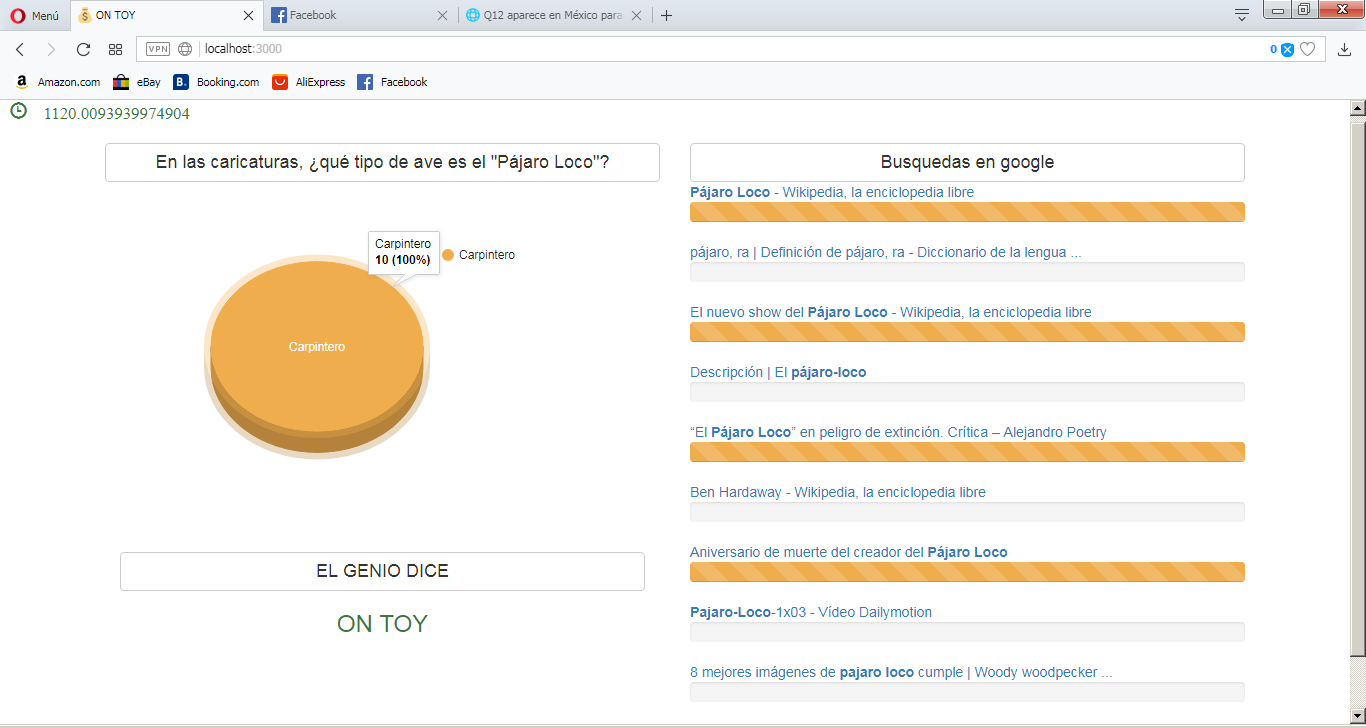 Menú
ON TOY
Facebook
Q12 aparece en México para
VPN
localhost:3000
0
Amazon.com
eBay
B.
Booking.com
AliExpress
Facebook
1120.0093939974904
En las caricaturas, ¿qué tipo de ave es el "Pájaro Loco"?
Carpintero
10 (100%)
Carpintero
Carpintero
EL GENIO DICE
ON TOY
Busquedas en google
Pájaro Loco - Wikipedia, la enciclopedia libre
pájaro, ra | Definición de pájaro, ra - Diccionario de la lengua ...
El nuevo show del Pájaro Loco - Wikipedia, la enciclopedia libre
Descripción | El pájaro-loco
“El Pájaro Loco” en peligro de extinción. Crítica – Alejandro Poetry
Ben Hardaway - Wikipedia, la enciclopedia libre
Aniversario de muerte del creador del Pájaro Loco
Pajaro-Loco-1x03 - Vídeo Dailymotion
8 mejores imágenes de pajaro loco cumple | Woody woodpecker ...